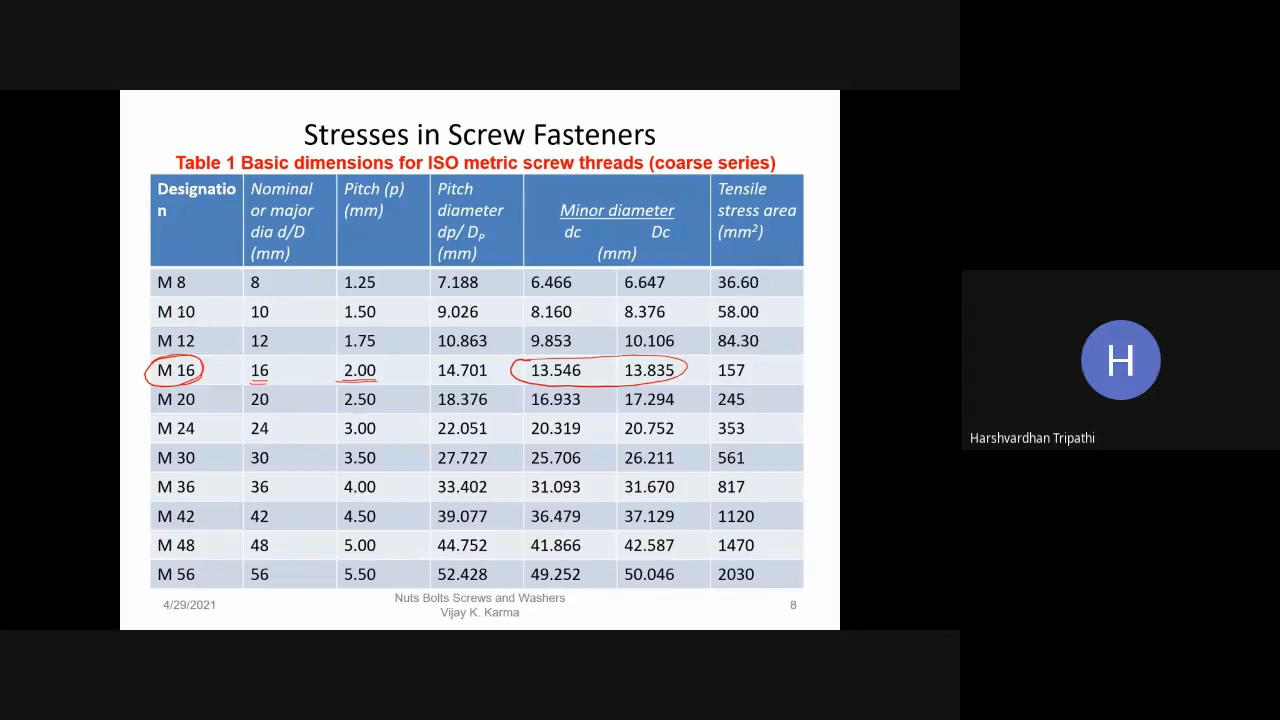 Stresses in Screw Fasteners
Table 1 Basic dimensions for ISO metric screw threads (coarse series)
Designatio
n
Nominal
or major
dia d/D
(mm)
Pitch (p)
(mm)
Pitch
diameter
dp/ Dₚ
(mm)
Minor diameter
dc Dc
(mm)
Tensile
stress area
(mm²)
M 8 8 1.25 7.188 6.466 6.647 36.60
M 10 10 1.50 9.026 8.160 8.376 58.00
M 12 12 1.75 10.863 9.853 10.106 84.30
M 16 16 2.00 14.701 13.546 13.835 157
M 20 20 2.50 18.376 16.933 17.294 245
M 24 24 3.00 22.051 20.319 20.752 353
M 30 30 3.50 27.727 25.706 26.211 561
M 36 36 4.00 33.402 31.093 31.670 817
M 42 42 4.50 39.077 36.479 37.129 1120
M 48 48 5.00 44.752 41.866 42.587 1470
M 56 56 5.50 52.428 49.252 50.046 2030
4/29/2021
Nuts Bolts Screws and Washers
Vijay K. Karma
8
H
Harshvardhan Tripathi